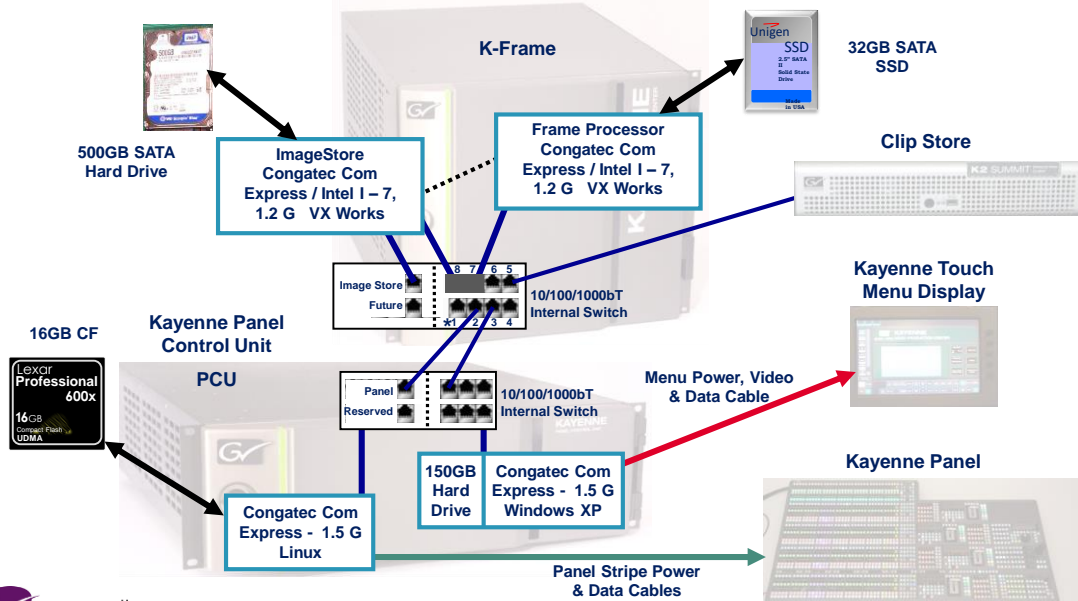 K-Frame
500GB
Unigen
SSD
2.5" SATA
II
Solid State
Drive
Made
in USA
32GB SATA
SSD
500GB SATA
Hard Drive
ImageStore
Congatec Com
Express / Intel I – 7,
1.2 G VX Works
Frame Processor
Congatec Com
Express / Intel I – 7,
1.2 G VX Works
Clip Store
GV
K2 SUMMIT
8 7 6 5
Image Store
Future
*1 2 3 4
10/100/1000bT
Internal Switch
Kayenne Touch
Menu Display
KAYENNE
Kayenne Panel
Control Unit
PCU
16GB CF
Lexar
Professional
600x
16GB
Compact Flash
UDMA
Panel
Reserved
10/100/1000bT
Internal Switch
KAYENNE
GV
Menu Power, Video
& Data Cable
150GB
Hard
Drive
Congatec Com
Express - 1.5 G
Windows XP
Kayenne Panel
Congatec Com
Express - 1.5 G
Linux
Panel Stripe Power
& Data Cables